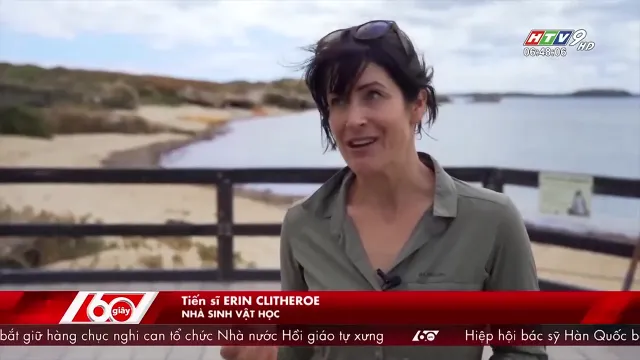 HTV9 HD
06:48:06
Tiến sĩ ERIN CLITHEROE
60 giây
NHÀ SINH VẬT HỌC
bắt giữ hàng chục nghi can tổ chức Nhà nước Hồi giáo tự xưng 60 Hiệp hội bác sỹ Hàn Quốc b